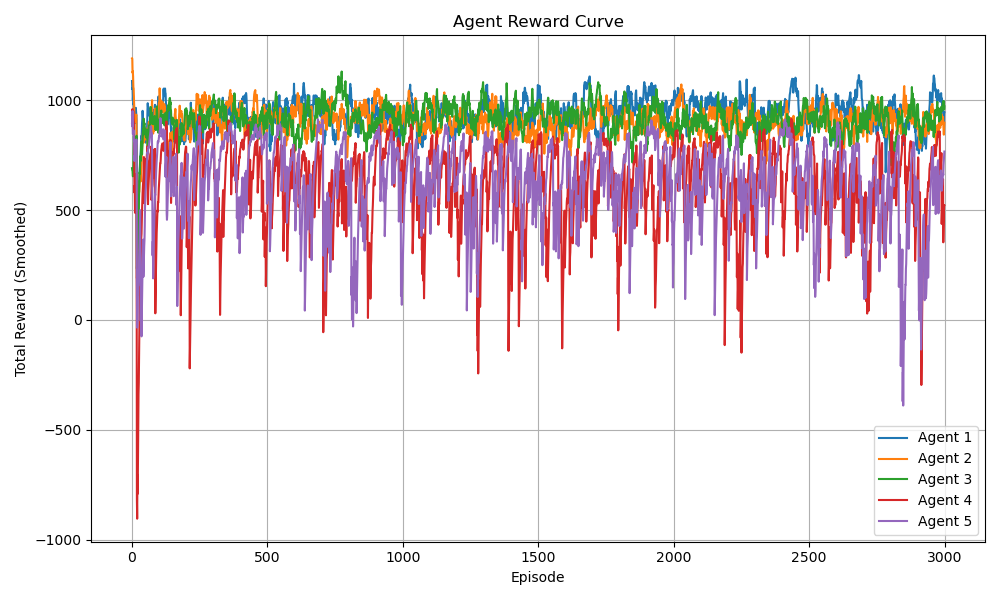 Agent Reward Curve
Total Reward (Smoothed)
1000
500
0
−500
−1000
0
500
1000
1500
2000
2500
3000
Episode
Agent 1
Agent 2
Agent 3
Agent 4
Agent 5